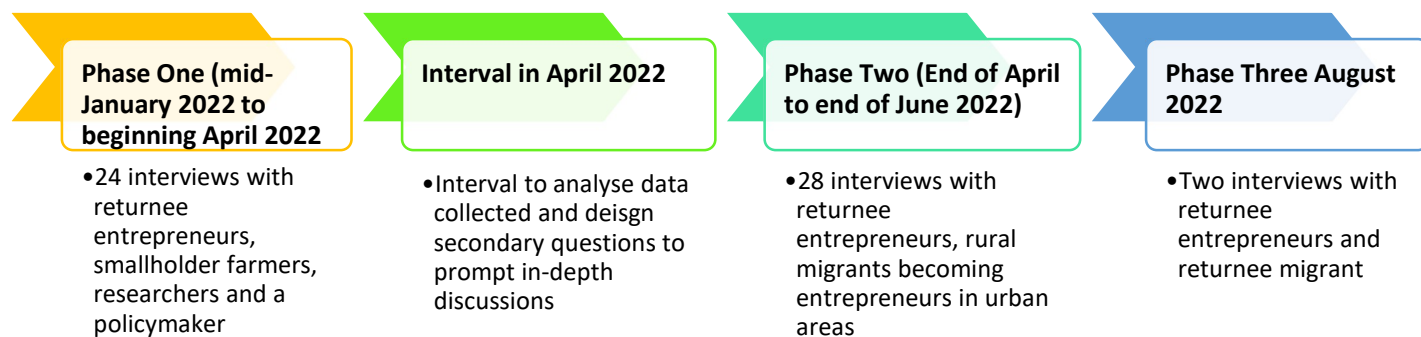 Phase One (mid-
January 2022 to
beginning April 2022
•24 interviews with
returnee
entrepreneurs,
smallholder farmers,
researchers and a
policymaker
Interval in April 2022
•Interval to analyse data
collected and deisgn
secondary questions to
prompt in-depth
discussions
Phase Two (End of April
to end of June 2022)
•28 interviews with
returnee
entrepreneurs, rural
migrants becoming
entrepreneurs in urban
areas
Phase Three August
2022
•Two interviews with
returnee
entrepreneurs and
returnee migrant